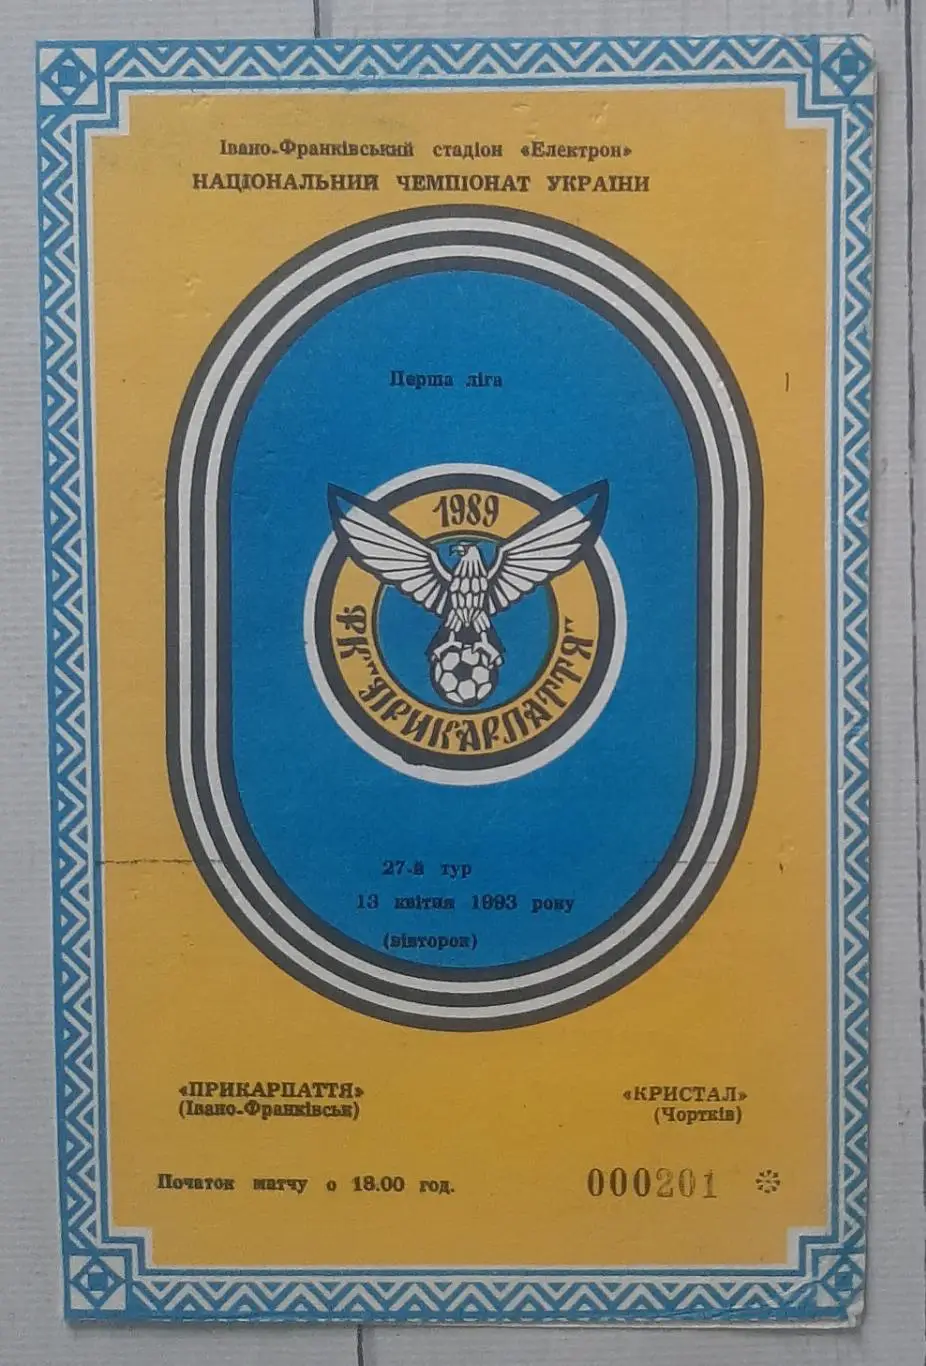 Івано-Франківський стадіон «Електрон»
НАЦІОНАЛЬНИЙ ЧЕМПІОНАТ УКРАЇНИ
Перша ліга
1989
ФК „ПРИКАРПАТТЯ”
27-й тур
13 квітня 1993 року
(вівторок)
«ПРИКАРПАТТЯ»
(Івано-Франківськ)
«КРИСТАЛ»
(Чортків)
Початок матчу о 18.00 год.
000201